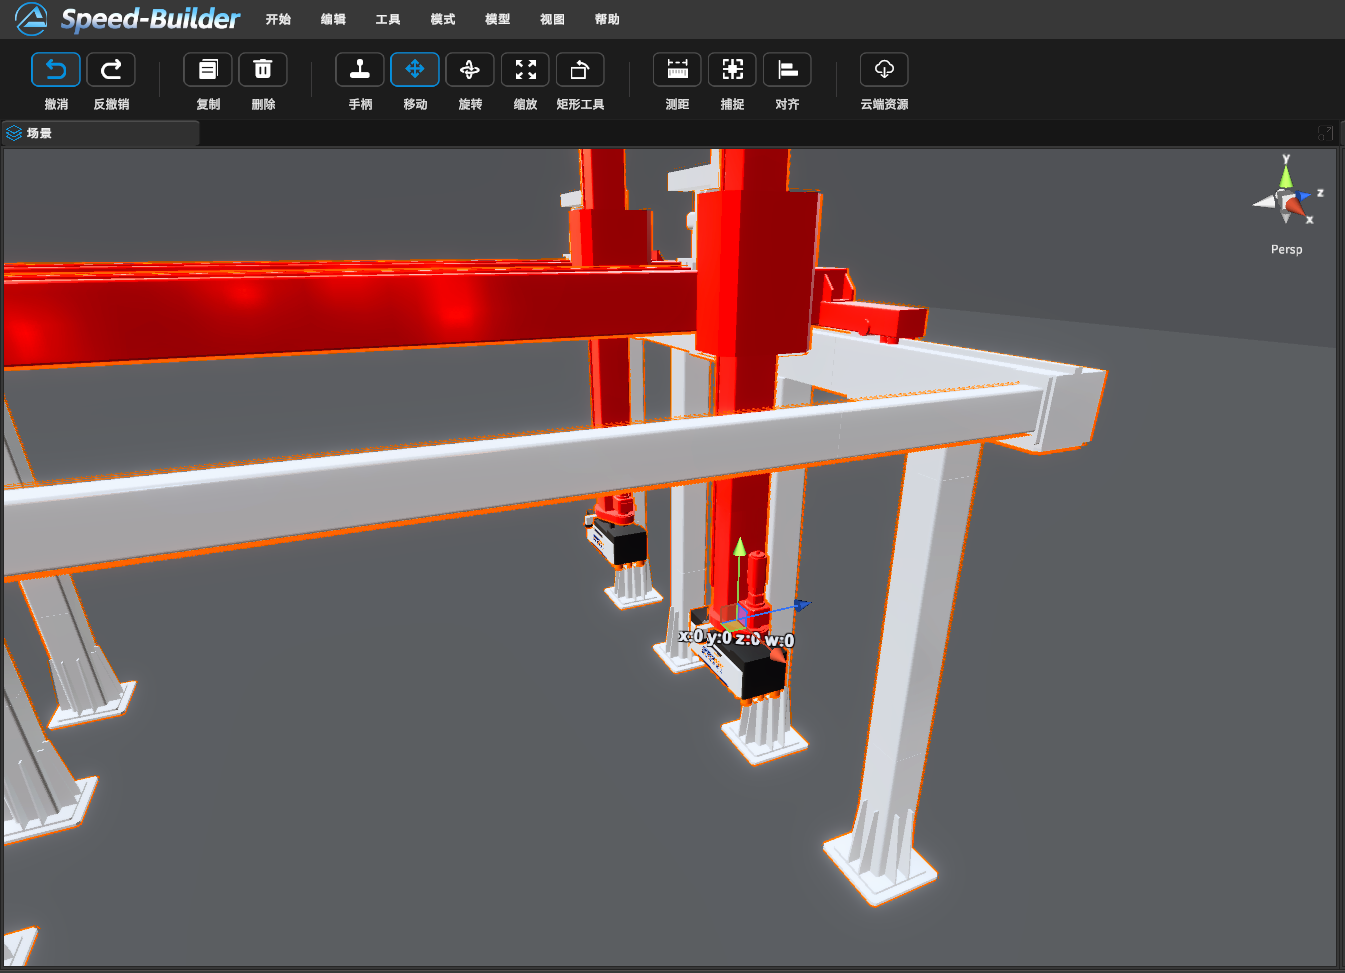 Speed-Builder 开始 编辑 工具 模式 模型 视图 帮助
撤消 反撤销 复制 删除 手柄 移动 旋转 缩放 矩形工具 测距 捕捉 对齐 云端资源
场景
y
z
x
Persp
x:0 y:0 z:0 w:0